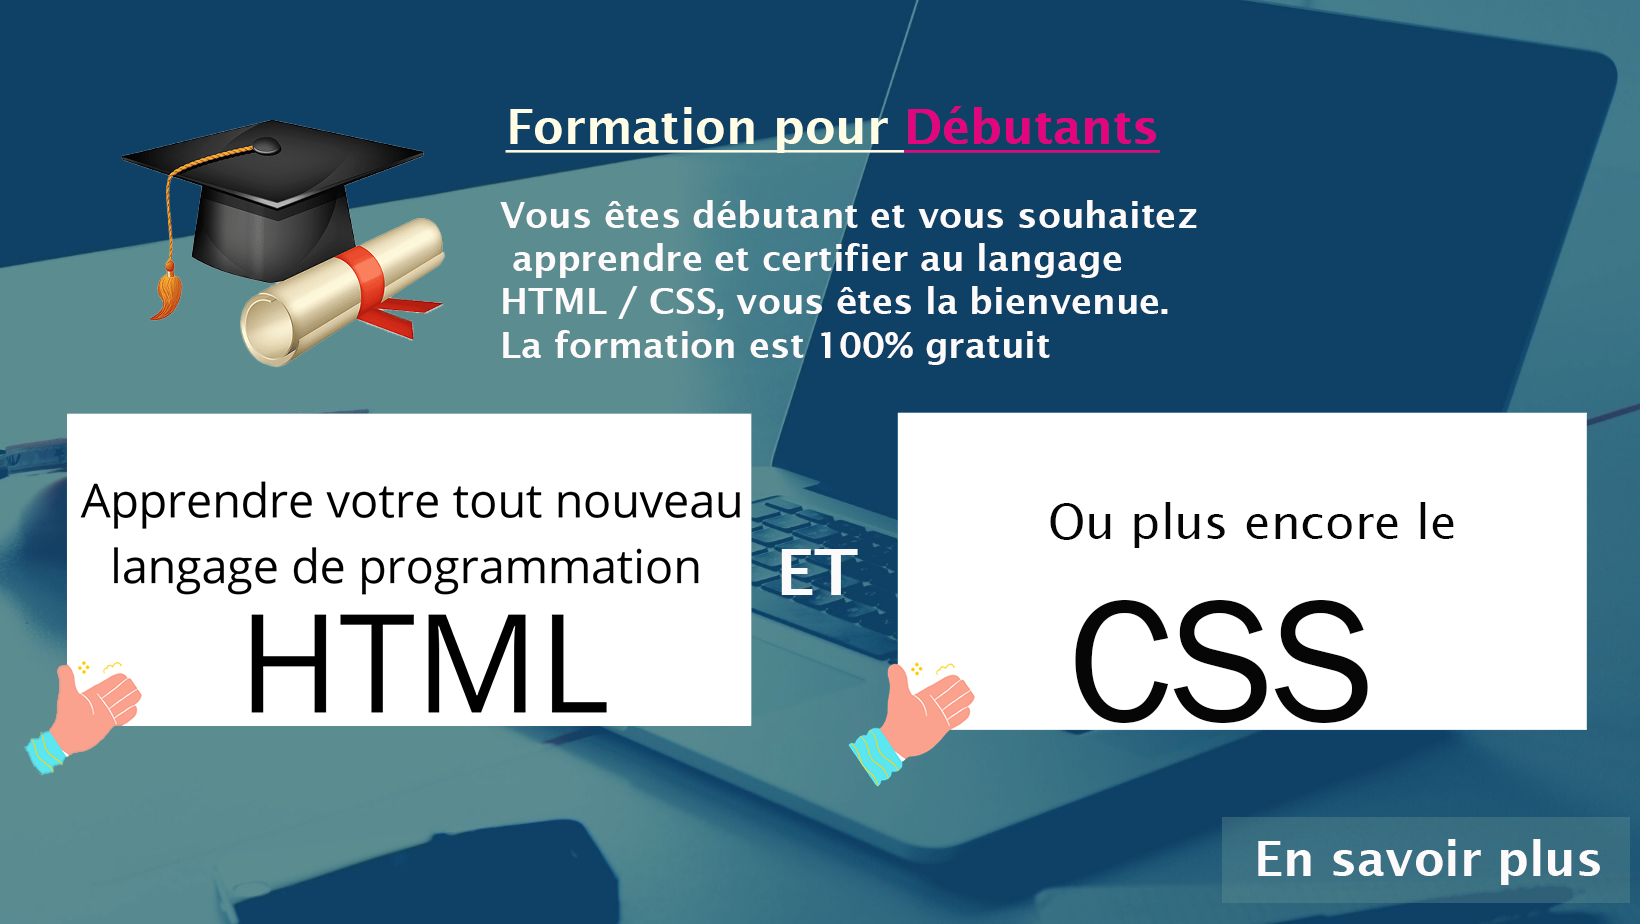 Formation pour Débutants
Vous êtes débutant et vous souhaitez
apprendre et certifier au langage
HTML / CSS, vous êtes la bienvenue.
La formation est 100% gratuit
Apprendre votre tout nouveau
langage de programmation
HTML
ET
Ou plus encore le
CSS
En savoir plus